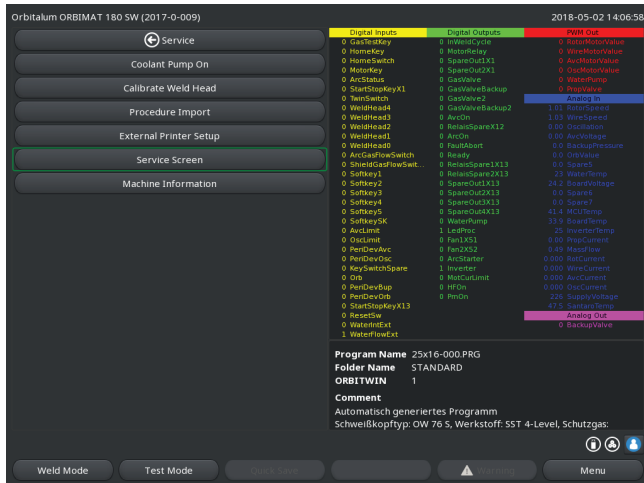 Orbitalum ORBIMAT 180 SW (2017-0-009) 2018-05-02 14:06:58
Service
Coolant Pump On
Calibrate Weld Head
Procedure Import
External Printer Setup
Service Screen
Machine Information
Digital Inputs
0 GasTestKey
0 HomeKey
0 HomeSwitch
0 MotorKey
0 ArcStatus
0 StartStopKeyX1
0 TwinSwitch
0 WeldHead4
0 WeldHead3
0 WeldHead2
0 WeldHead1
0 WeldHead0
0 ArcGasFlowSwitch
0 ShieldGasFlowSwit...
0 Softkey1
0 Softkey2
0 Softkey3
0 Softkey4
0 Softkey5
0 SoftkeySK
0 AvcLimit
0 OscLimit
0 PeriDevAvc
0 PeriDevOsc
0 KeySwitchSpare
0 Orb
0 PeriDevBup
0 PeriDevOrb
0 StartStopKeyX13
0 ResetSw
0 WaterIntExt
1 WaterFlowExt
Digital Outputs
0 InWeldCycle
0 MotorRelay
0 SpareOut1X1
0 SpareOut2X1
0 GasValve
0 GasValveBackup
0 GasValve2
0 GasValveBackup2
0 AvcOn
0 RelaisSpareX12
0 ArcOn
0 FaultAbort
0 Ready
0 RelaisSpare1X13
0 RelaisSpare2X13
0 SpareOut1X13
0 SpareOut2X13
0 SpareOut3X13
0 SpareOut4X13
0 WaterPump
1 LedProc
0 Fan1X51
0 Fan2X52
0 ArcStarter
1 Inverter
0 MotCurLimit
0 HFOn
0 PmOn
PWM Out
0 RotorMotorValue
0 WireMotorValue
0 AvcMotorValue
0 OscMotorValue
0 WaterPump
0 PropValve
Analog In
1.01 RotorSpeed
1.03 WireSpeed
0.00 Oscillation
0.00 AvcVoltage
0.0 BackupPressure
0.0 OrbValue
0.0 Spare5
23 WaterTemp
24.2 BoardVoltage
0.0 Spare6
0.0 Spare7
41.4 MCUTemp
33.9 BoardTemp
25 InverterTemp
0.00 PropCurrent
0.49 MassFlow
0.000 RotCurrent
0.000 WireCurrent
0.000 AvcCurrent
0.000 OscCurrent
226 SupplyVoltage
47.5 SantaroTemp
Analog Out
0 BackupValve
Program Name 25x16-000.PRG
Folder Name STANDARD
ORBITWIN 1
Comment
Automatisch generiertes Programm
Schweißkopftyp: OW 76 S, Werkstoff: SST 4-Level, Schutzgas:
Weld Mode Test Mode Quick Save Warning Menu